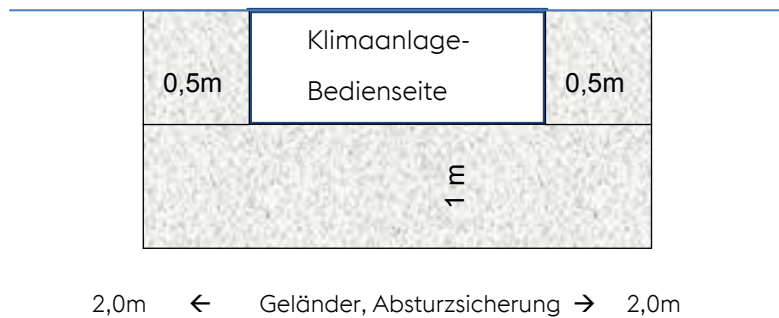 Klimaanlage-
0,5m
Bedienseite
0,5m
1 m
2,0m ← Geländer, Absturzsicherung → 2,0m